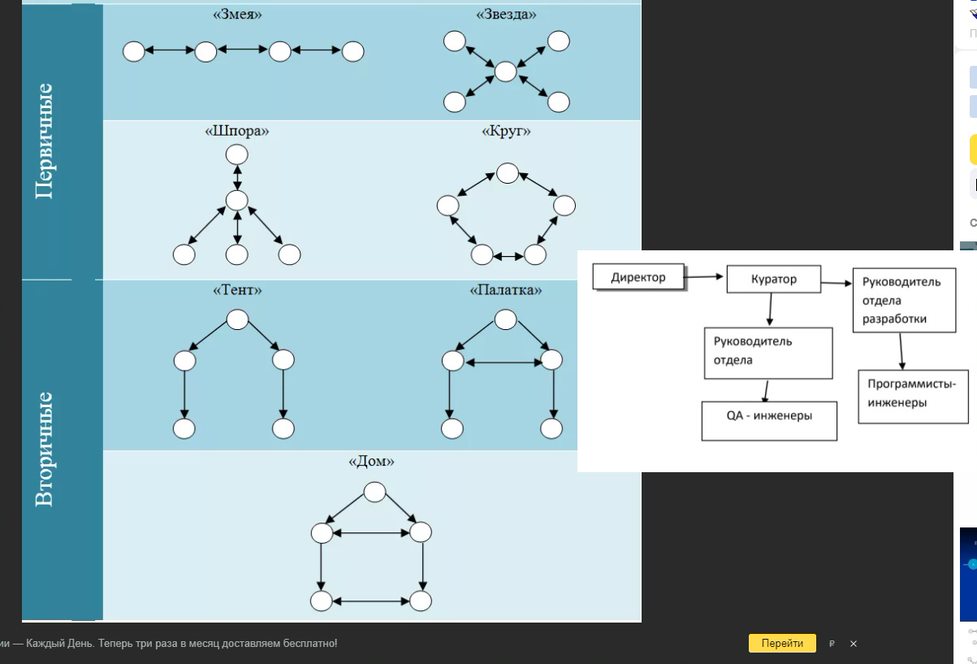 «Змея»
«Звезда»
Первичные
«Шпора»
«Круг»
Вторичные
«Тент»
«Палатка»
«Дом»
Директор
Куратор
Руководитель
отдела
разработки
Руководитель
отдела
Программисты-
инженеры
QA - инженеры
— Каждый День. Теперь три раза в месяц доставляем бесплатно!
Перейти
₽